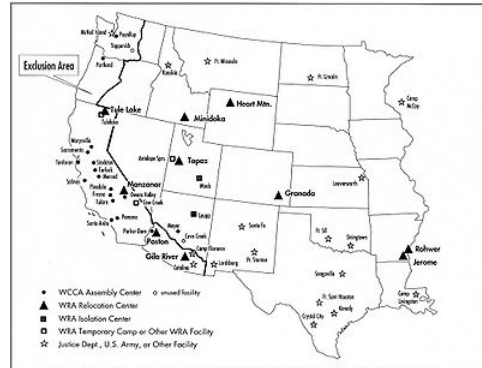 McNeil Island
Puyallup
Toppenish
Portland
Exclusion Area
Kooskia
Ft. Missoula
Ft. Lincoln
Camp
McCoy
Heart Mtn.
Minidoka
Tule Lake
Tulelake
Marysville
Sacramento
Tanforan
Stockton
Turlock
Merced
Salinas
Pinedale
Fresno
Tulare
Manzanar
Owens Valley
Cow Creek
Antelope Sprs
Topaz
Moab
Leupp
Granada
Leavenworth
Santa Anita
Pomona
Parker Dam
Poston
Mayer
Cave Creek
Camp Florence
Gila River
Catalina
Lordsburg
Santa Fe
Ft. Stanton
Ft. Sill
Stringtown
Rohwer
Jerome
Seagoville
Ft. Sam Houston
Kenedy
Crystal City
Camp
Livingston
WCCA Assembly Center
unused facility
WRA Relocation Center
WRA Isolation Center
WRA Temporary Camp or Other WRA Facility
Justice Dept., U.S. Army, or Other Facility